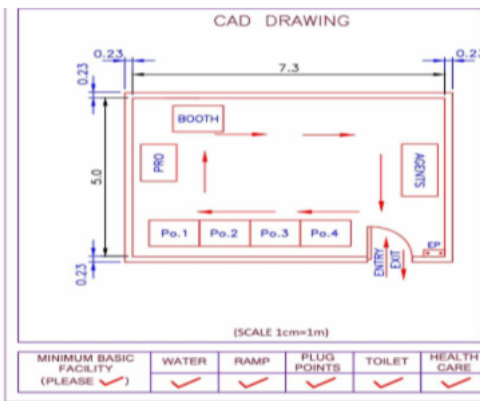 CAD DRAWING
0.23
0.23
7.3
0.23
BOOTH
PRO
AGENTS
5.0
Po.1 Po.2 Po.3 Po.4
EP
0.23
ENTRY
EXIT
(SCALE 1cm=1m)
MINIMUM BASIC
FACILITY
(PLEASE ✓)
WATER
RAMP
PLUG
POINTS
TOILET
HEALTH
CARE